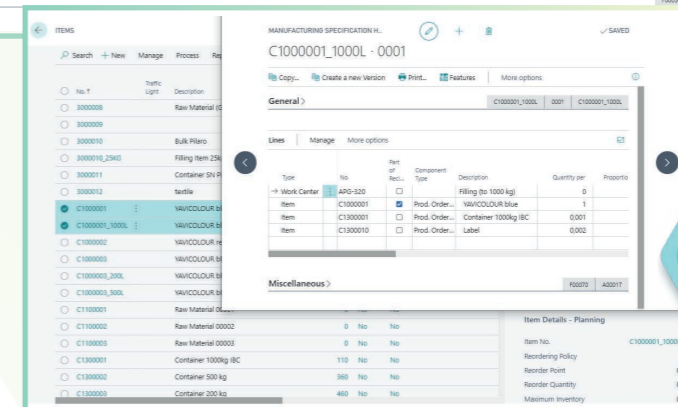 ITEMS
Search + New Manage Process
No. ↑ Traffic Light Description
3000008 Raw Material
3000009
3000010 Bulk Pilaro
3000010_25KG Filling Item 25k
3000011 Container SN
3000012 textile
C1000001 YAVICOLOUR
C1000001_1000L YAVICOLOUR
C1000002 YAVICOLOUR
C1000003 YAVICOLOUR
C1000003_200L YAVICOLOUR
C1000003_500L YAVICOLOUR
C1100001 Raw Material
C1100002 Raw Material 00002 0 No No
C1100003 Raw Material 00003 0 No No
C1300001 Container 1000kg IBC 110 No No
C1300002 Container 500 kg 360 No No
C1300003 Container 200 kg 460 No No
MANUFACTURING SPECIFICATION H.. + ✓ SAVED
C1000001_1000L · 0001
Copy... Create a new Version Print... Features More options
General > C1000001_1000L 0001 C1000001_1000L
Lines Manage More options
Type No Part of Reci... Component Type Description Quantity per Proportio
→ Work Center APG-320 Filling (to 1000 kg) 0
Item C1000001 Prod. Order... YAVICOLOUR blue 1
Item C1300001 Prod. Order... Container 1000kg IBC 0,001
Item C1300010 Prod. Order... Label 0,002
Miscellaneous > F00070 A00017
Item Details - Planning
Item No. C1000001_1000
Reordering Policy
Reorder Point
Reorder Quantity
Maximum Inventory